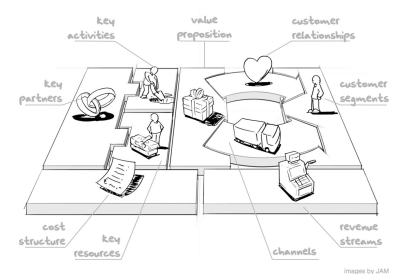 key
activities
value
proposition
customer
relationships
key
partners
customer
segments
cost
structure
key
resources
channels
revenue
streams
images by JAM